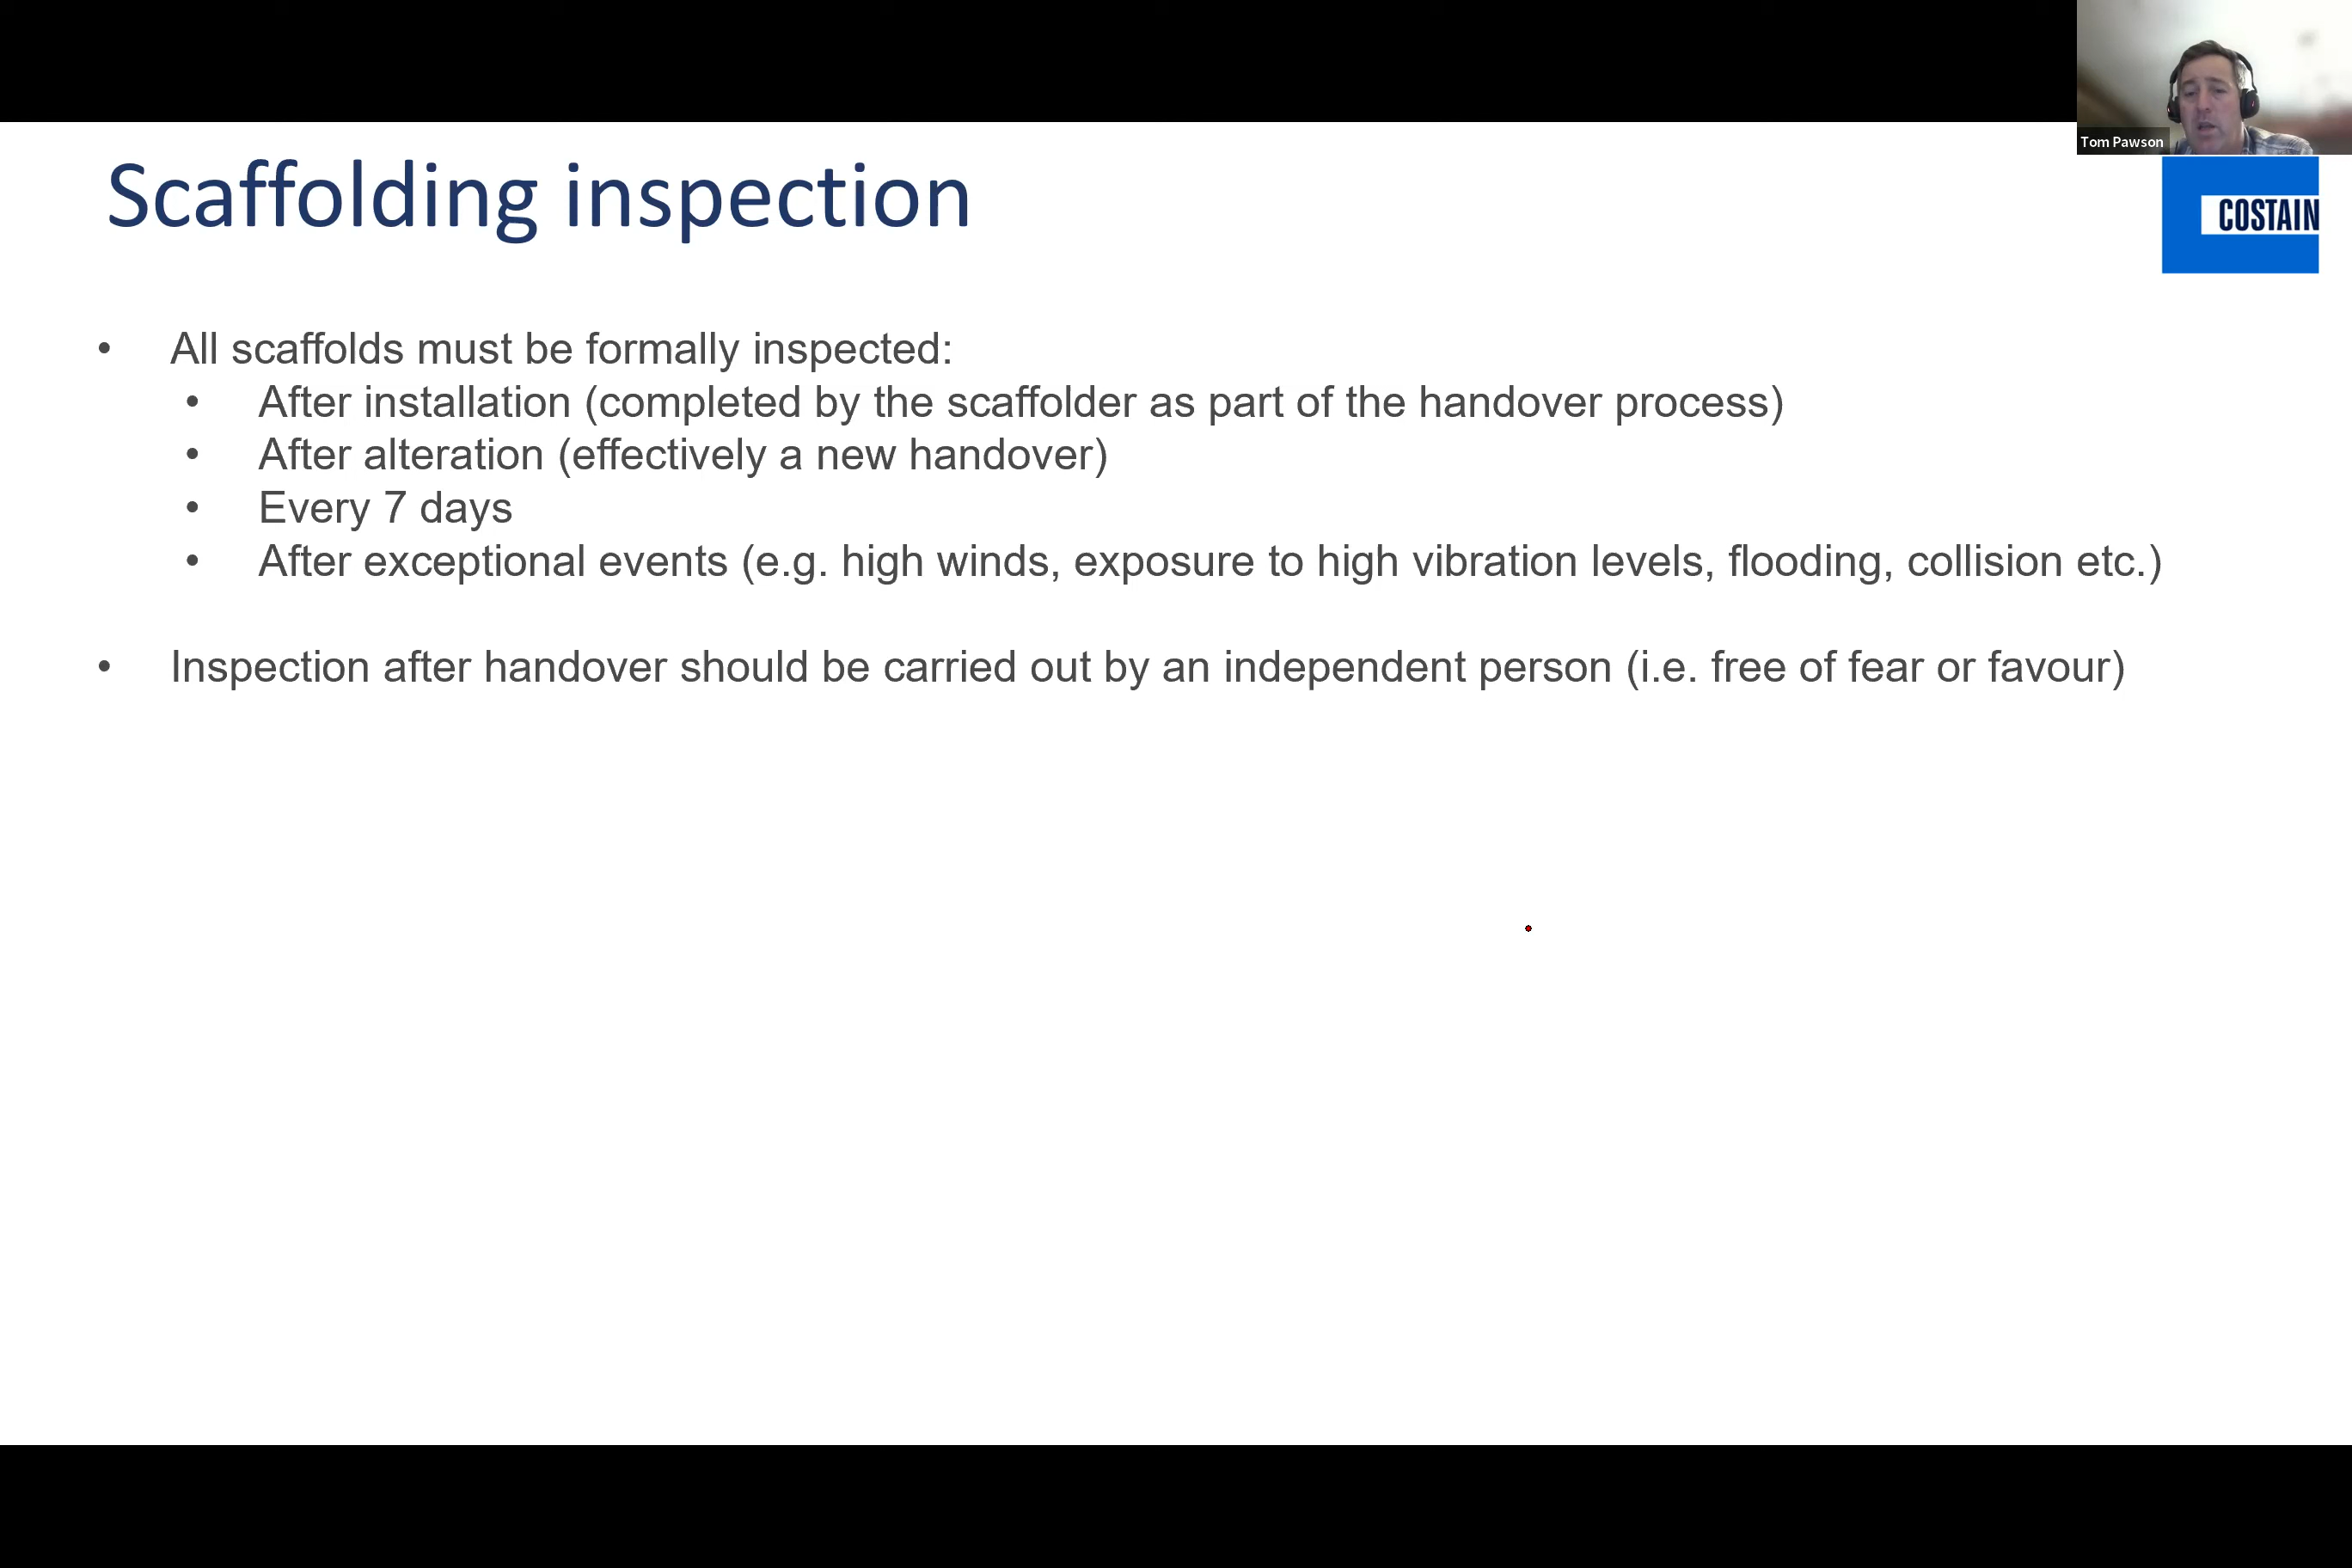 Tom Pawson
Scaffolding inspection
COSTAIN
• All scaffolds must be formally inspected:
• After installation (completed by the scaffolder as part of the handover process)
• After alteration (effectively a new handover)
• Every 7 days
• After exceptional events (e.g. high winds, exposure to high vibration levels, flooding, collision etc.)
• Inspection after handover should be carried out by an independent person (i.e. free of fear or favour)